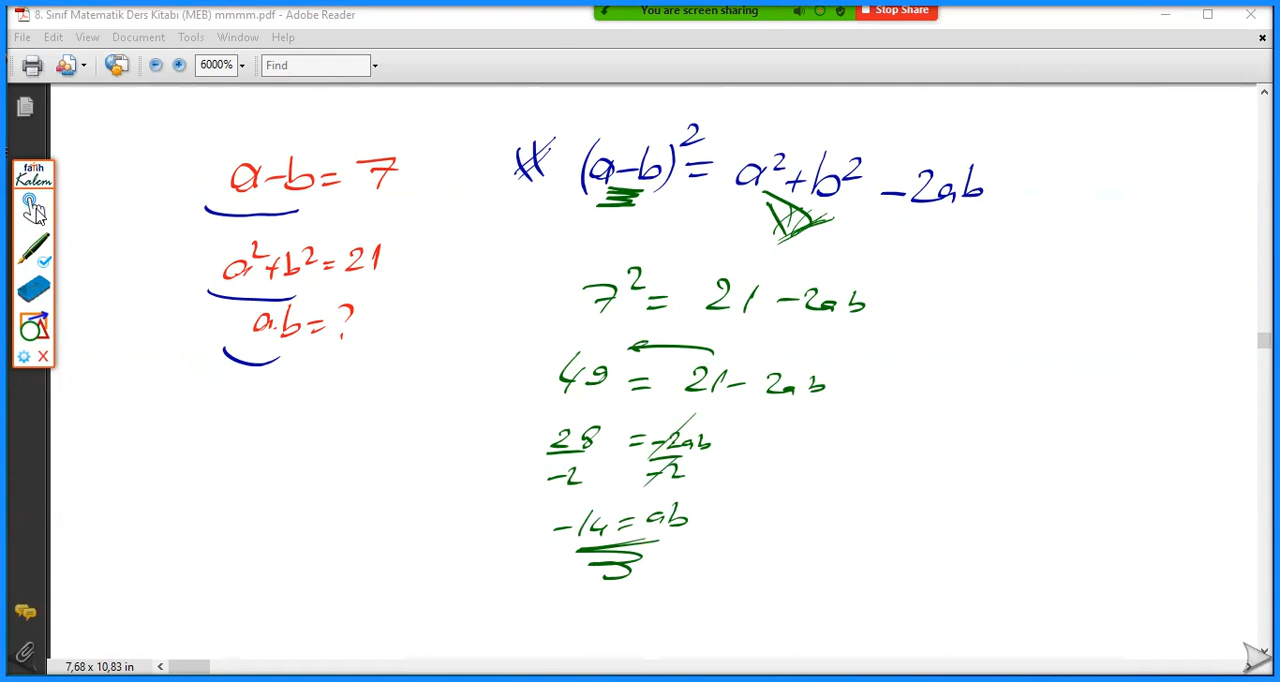 8. Sınıf Matematik Ders Kitabı (MEB) mmmm.pdf - Adobe Reader
You are screen sharing
Stop Share
File Edit View Document Tools Window Help
6000%
Find
fatih
Kalem
a-b=7
a²+b²=21
a.b=?
(a-b)²= a²+b² -2ab
7² = 21 -2ab
49 = 21- 2ab
28 = -2ab
-2 -2
-14=ab
7,68 x 10,83 in